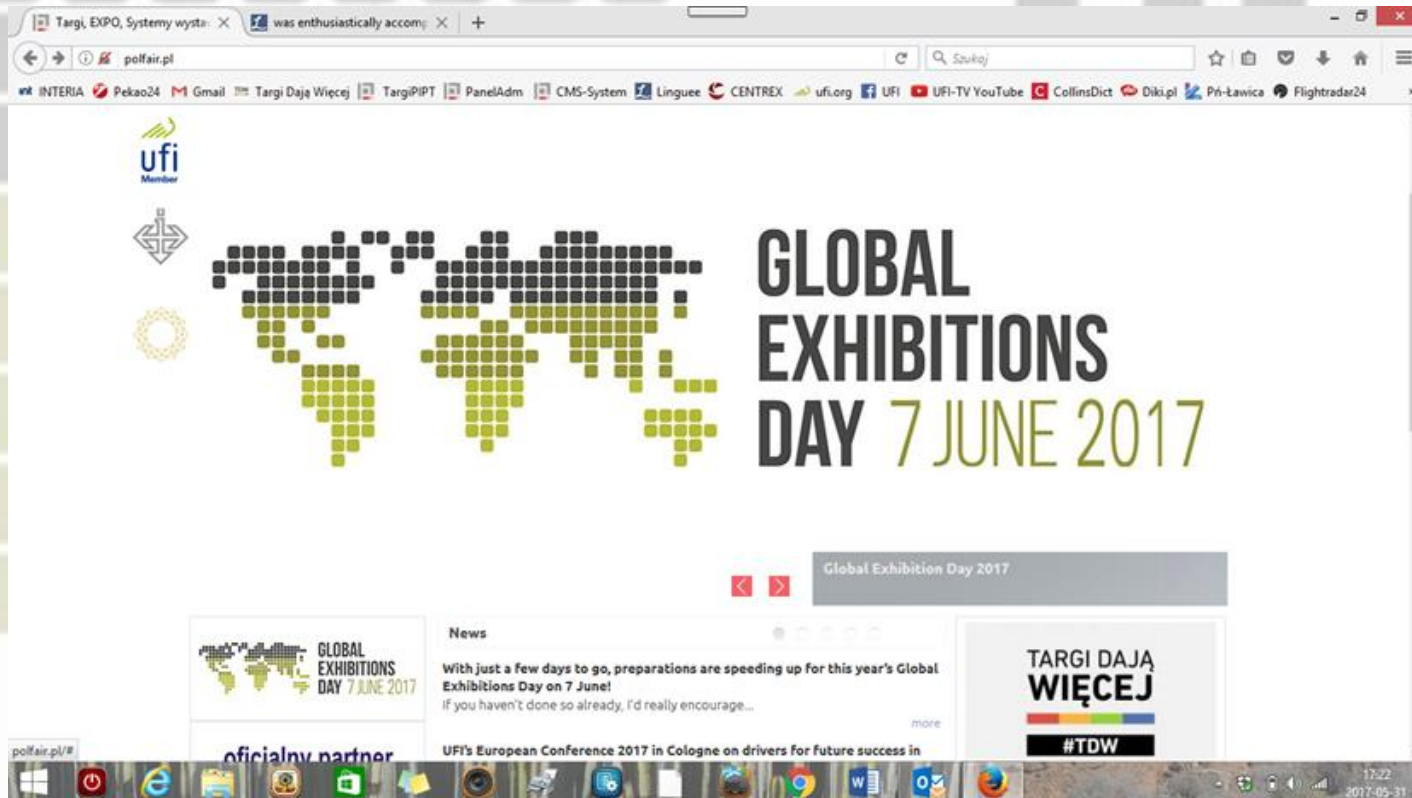 Targi, EXPO, Systemy wysta
was enthusiastically accomp
polfair.pl
Szukaj
INTERIA Pekao24 Gmail Targi Dają Więcej TargiPIPT PanelAdm CMS-System Linguee CENTREX ufi.org UFI UFI-TV YouTube CollinsDict Diki.pl Pń-Ławica Flightradar24
ufi
Member
GLOBAL
EXHIBITIONS
DAY 7 JUNE 2017
Global Exhibition Day 2017
GLOBAL
EXHIBITIONS
DAY 7 JUNE 2017
oficjalny partner
News
With just a few days to go, preparations are speeding up for this year's Global
Exhibitions Day on 7 June!
If you haven't done so already, I'd really encourage...
more
UFI's European Conference 2017 in Cologne on drivers for future success in
TARGI DAJĄ
WIĘCEJ
#TDW
polfair.pl/#
17:22
2017-05-31